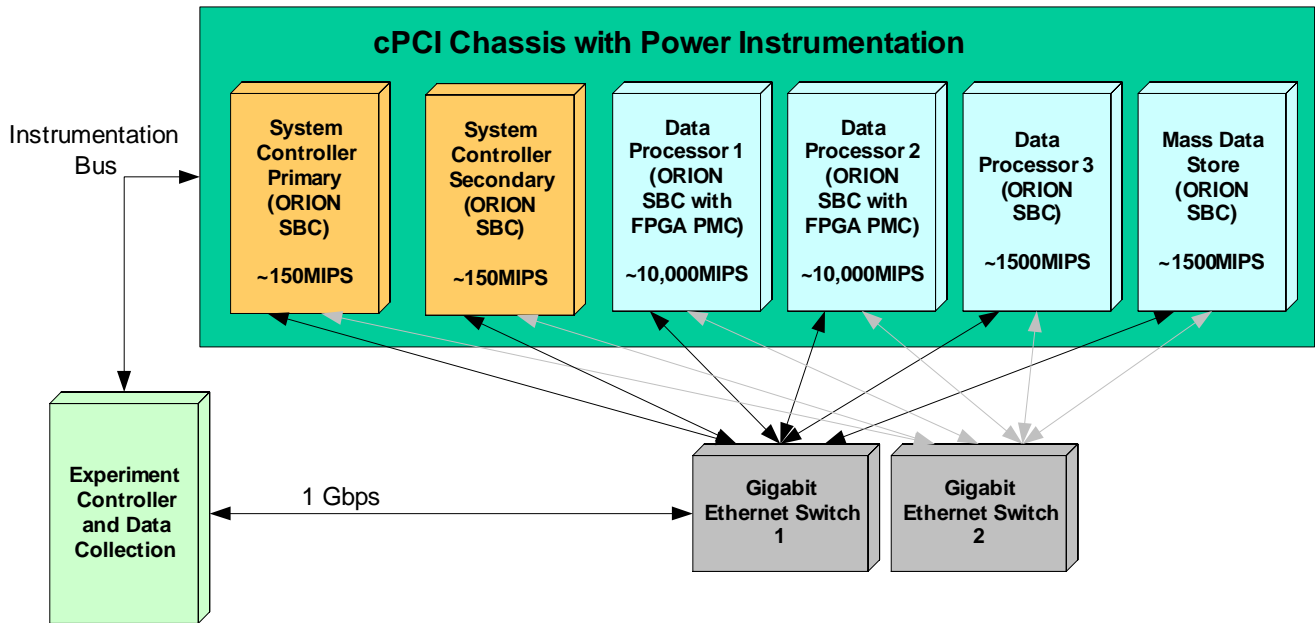 cPCI Chassis with Power Instrumentation
Instrumentation
Bus
System
Controller
Primary
(ORION
SBC)
~150MIPS
System
Controller
Secondary
(ORION
SBC)
~150MIPS
Data
Processor 1
(ORION
SBC with
FPGA PMC)
~10,000MIPS
Data
Processor 2
(ORION
SBC with
FPGA PMC)
~10,000MIPS
Data
Processor 3
(ORION
SBC)
~1500MIPS
Mass Data
Store
(ORION
SBC)
~1500MIPS
Experiment
Controller
and Data
Collection
1 Gbps
Gigabit
Ethernet Switch
1
Gigabit
Ethernet Switch
2